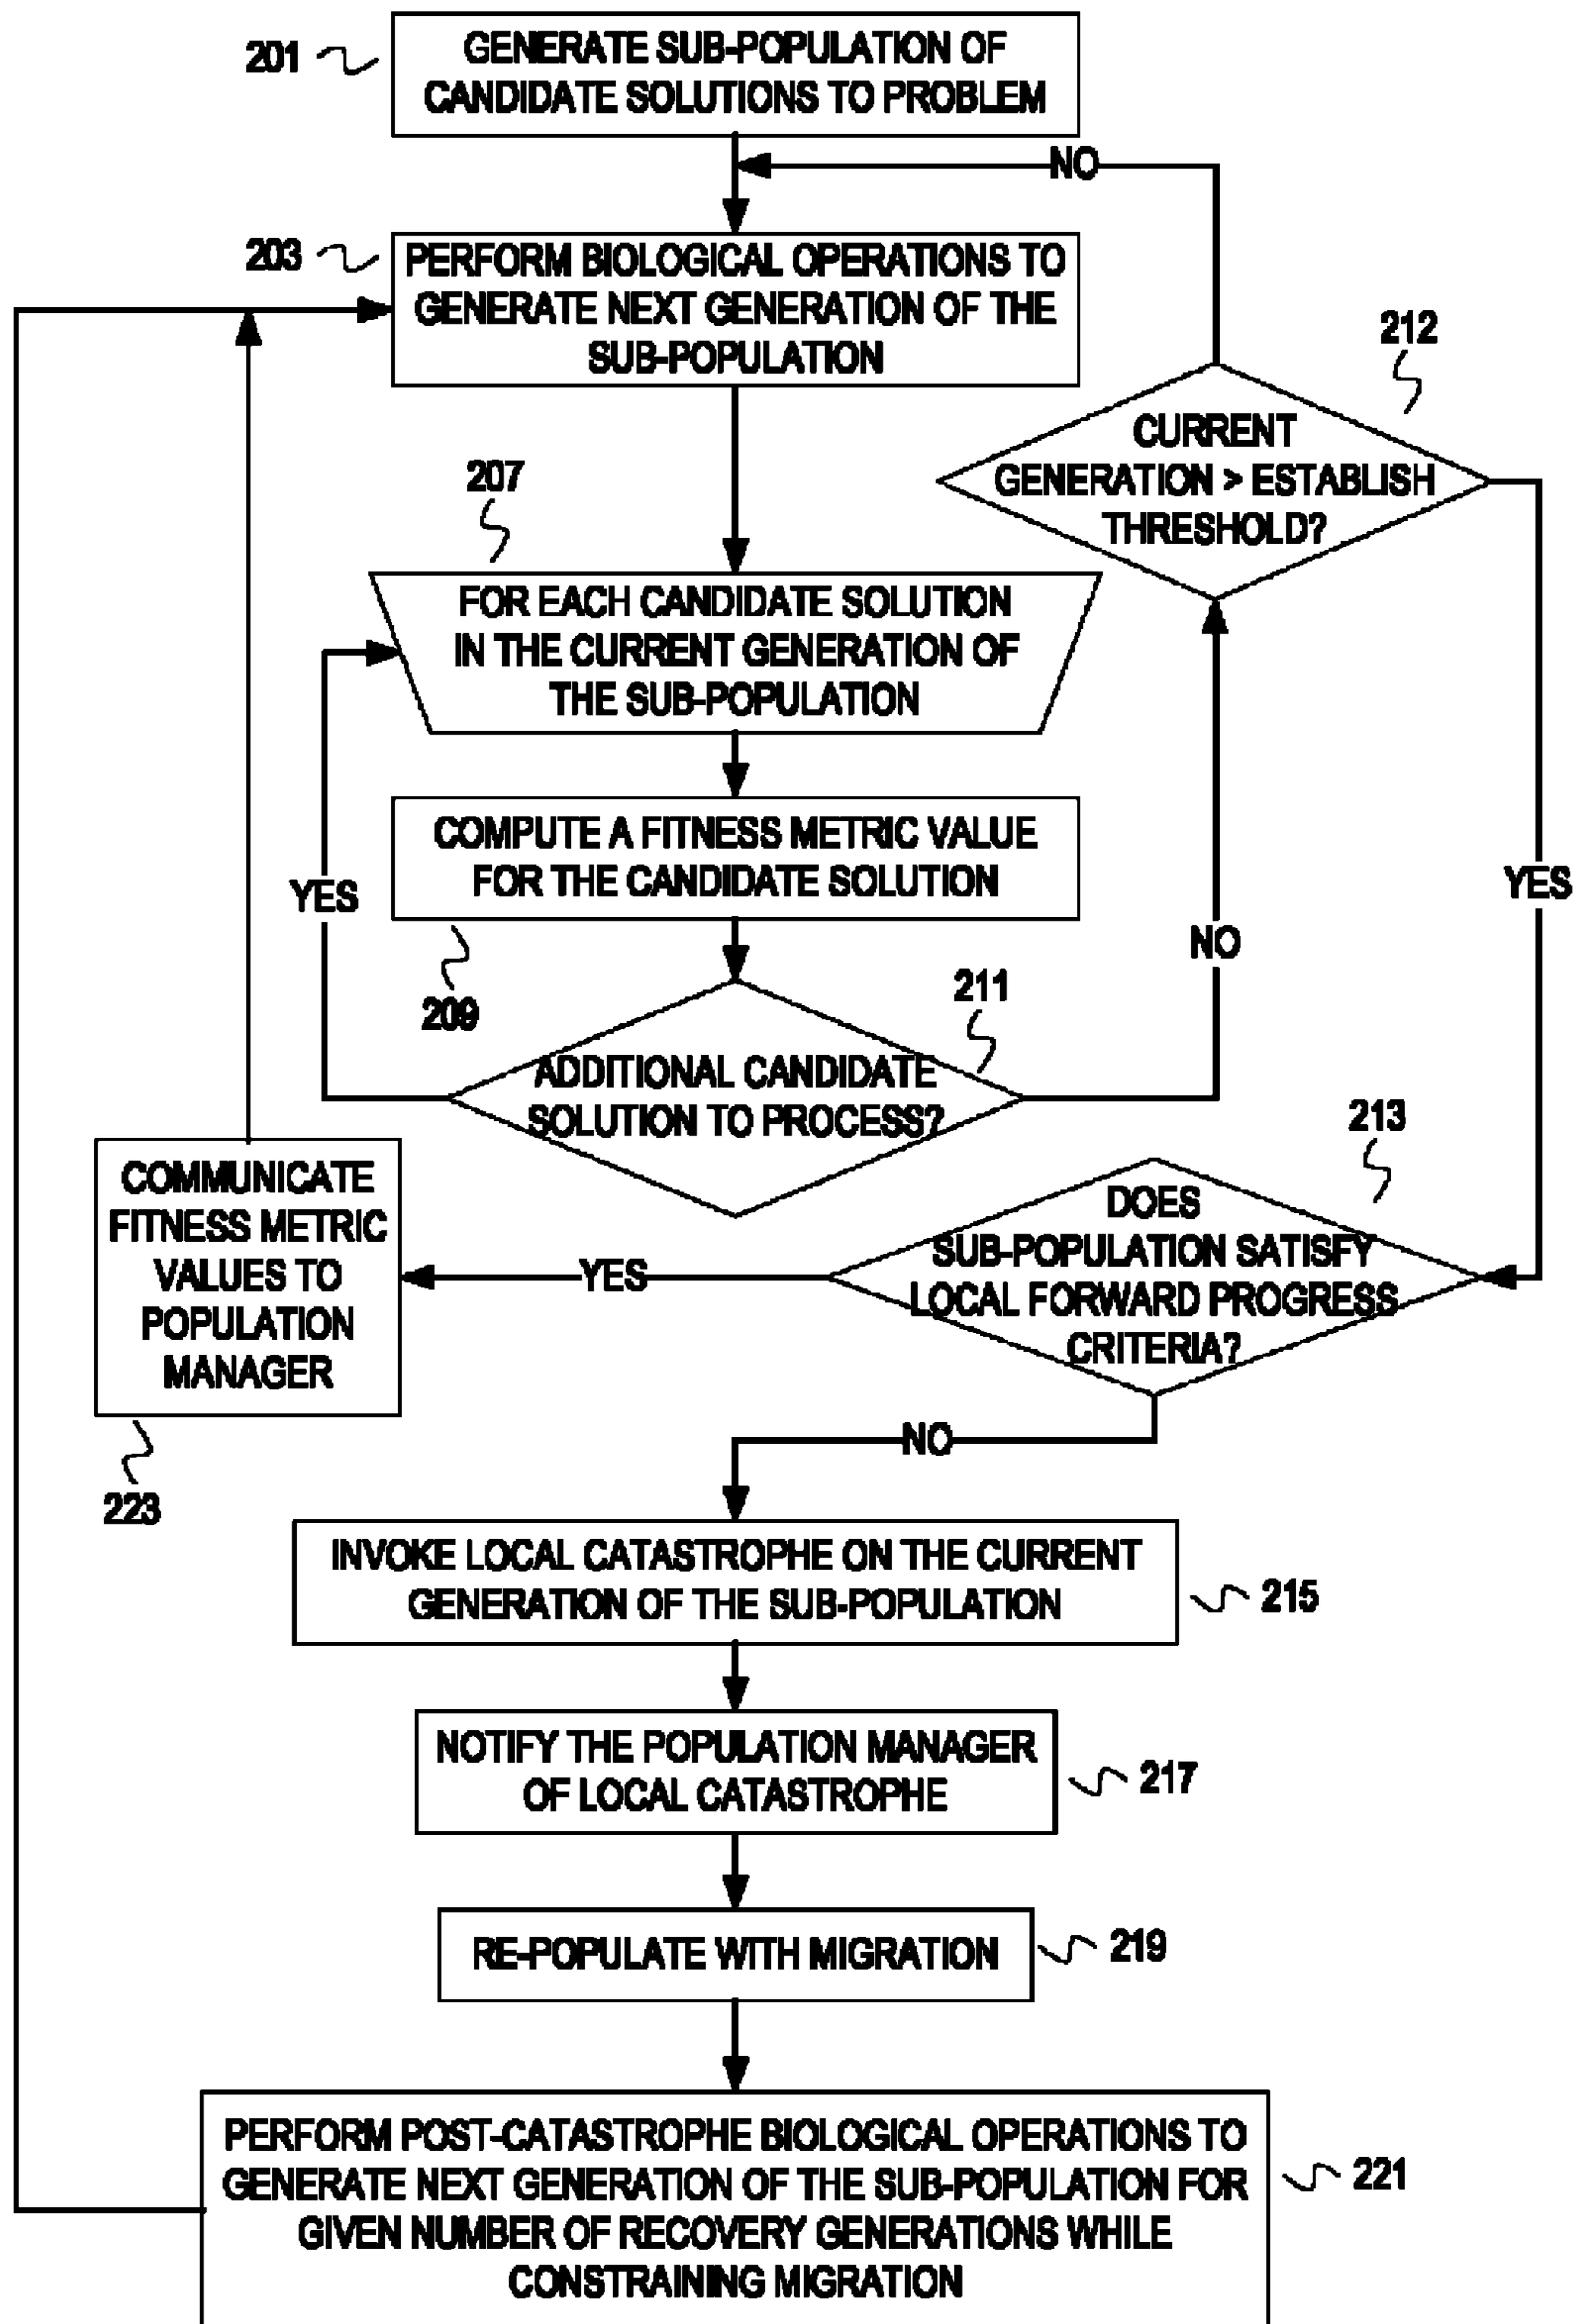 201
GENERATE SUB-POPULATION OF
CANDIDATE SOLUTIONS TO PROBLEM
NO
203
PERFORM BIOLOGICAL OPERATIONS TO
GENERATE NEXT GENERATION OF THE
SUB-POPULATION
212
CURRENT
GENERATION > ESTABLISH
THRESHOLD?
207
FOR EACH CANDIDATE SOLUTION
IN THE CURRENT GENERATION OF
THE SUB-POPULATION
COMPUTE A FITNESS METRIC VALUE
FOR THE CANDIDATE SOLUTION
YES
YES
NO
209
211
ADDITIONAL CANDIDATE
SOLUTION TO PROCESS?
213
COMMUNICATE
FITNESS METRIC
VALUES TO
POPULATION
MANAGER
YES
DOES
SUB-POPULATION SATISFY
LOCAL FORWARD PROGRESS
CRITERIA?
NO
223
INVOKE LOCAL CATASTROPHE ON THE CURRENT
GENERATION OF THE SUB-POPULATION
215
NOTIFY THE POPULATION MANAGER
OF LOCAL CATASTROPHE
217
RE-POPULATE WITH MIGRATION
219
PERFORM POST-CATASTROPHE BIOLOGICAL OPERATIONS TO
GENERATE NEXT GENERATION OF THE SUB-POPULATION FOR
GIVEN NUMBER OF RECOVERY GENERATIONS WHILE
CONSTRAINING MIGRATION
221